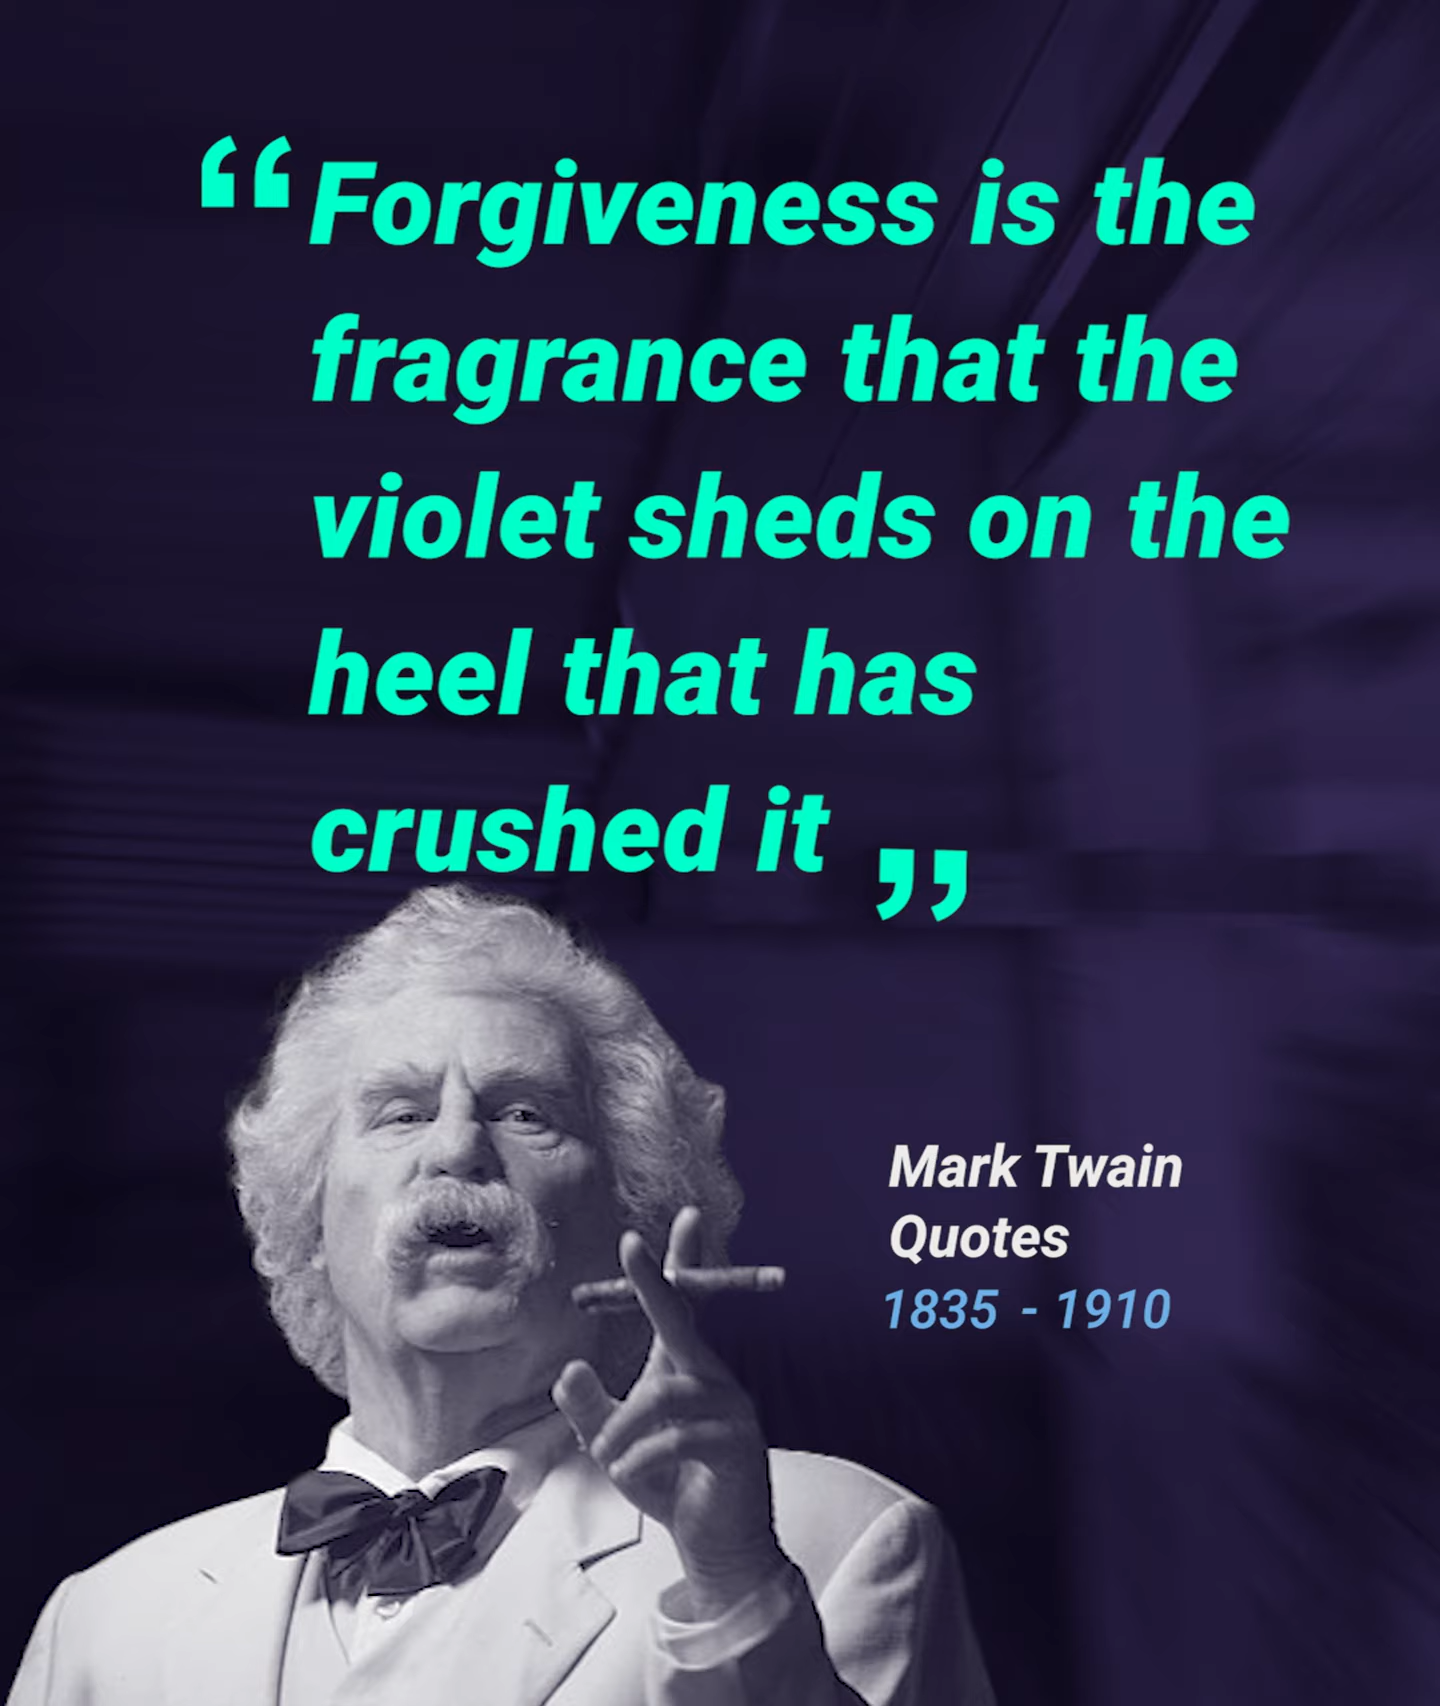 “Forgiveness is the
fragrance that the
violet sheds on the
heel that has
crushed it ”
Mark Twain
Quotes
1835 - 1910